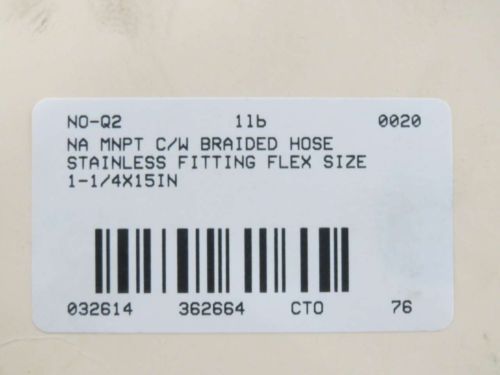 NO-Q2 1lb 0020
NA MNPT C/W BRAIDED HOSE
STAINLESS FITTING FLEX SIZE
1-1/4X15IN
032614 362664 CTO 76